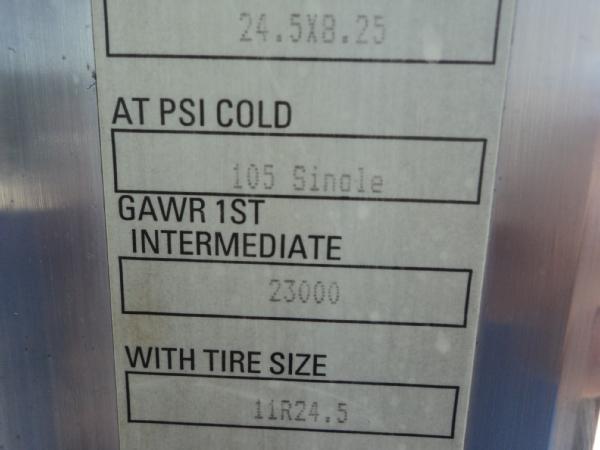 24.5X8.25
AT PSI COLD
105 Single
GAWR 1ST
INTERMEDIATE
23000
WITH TIRE SIZE
11R24.5